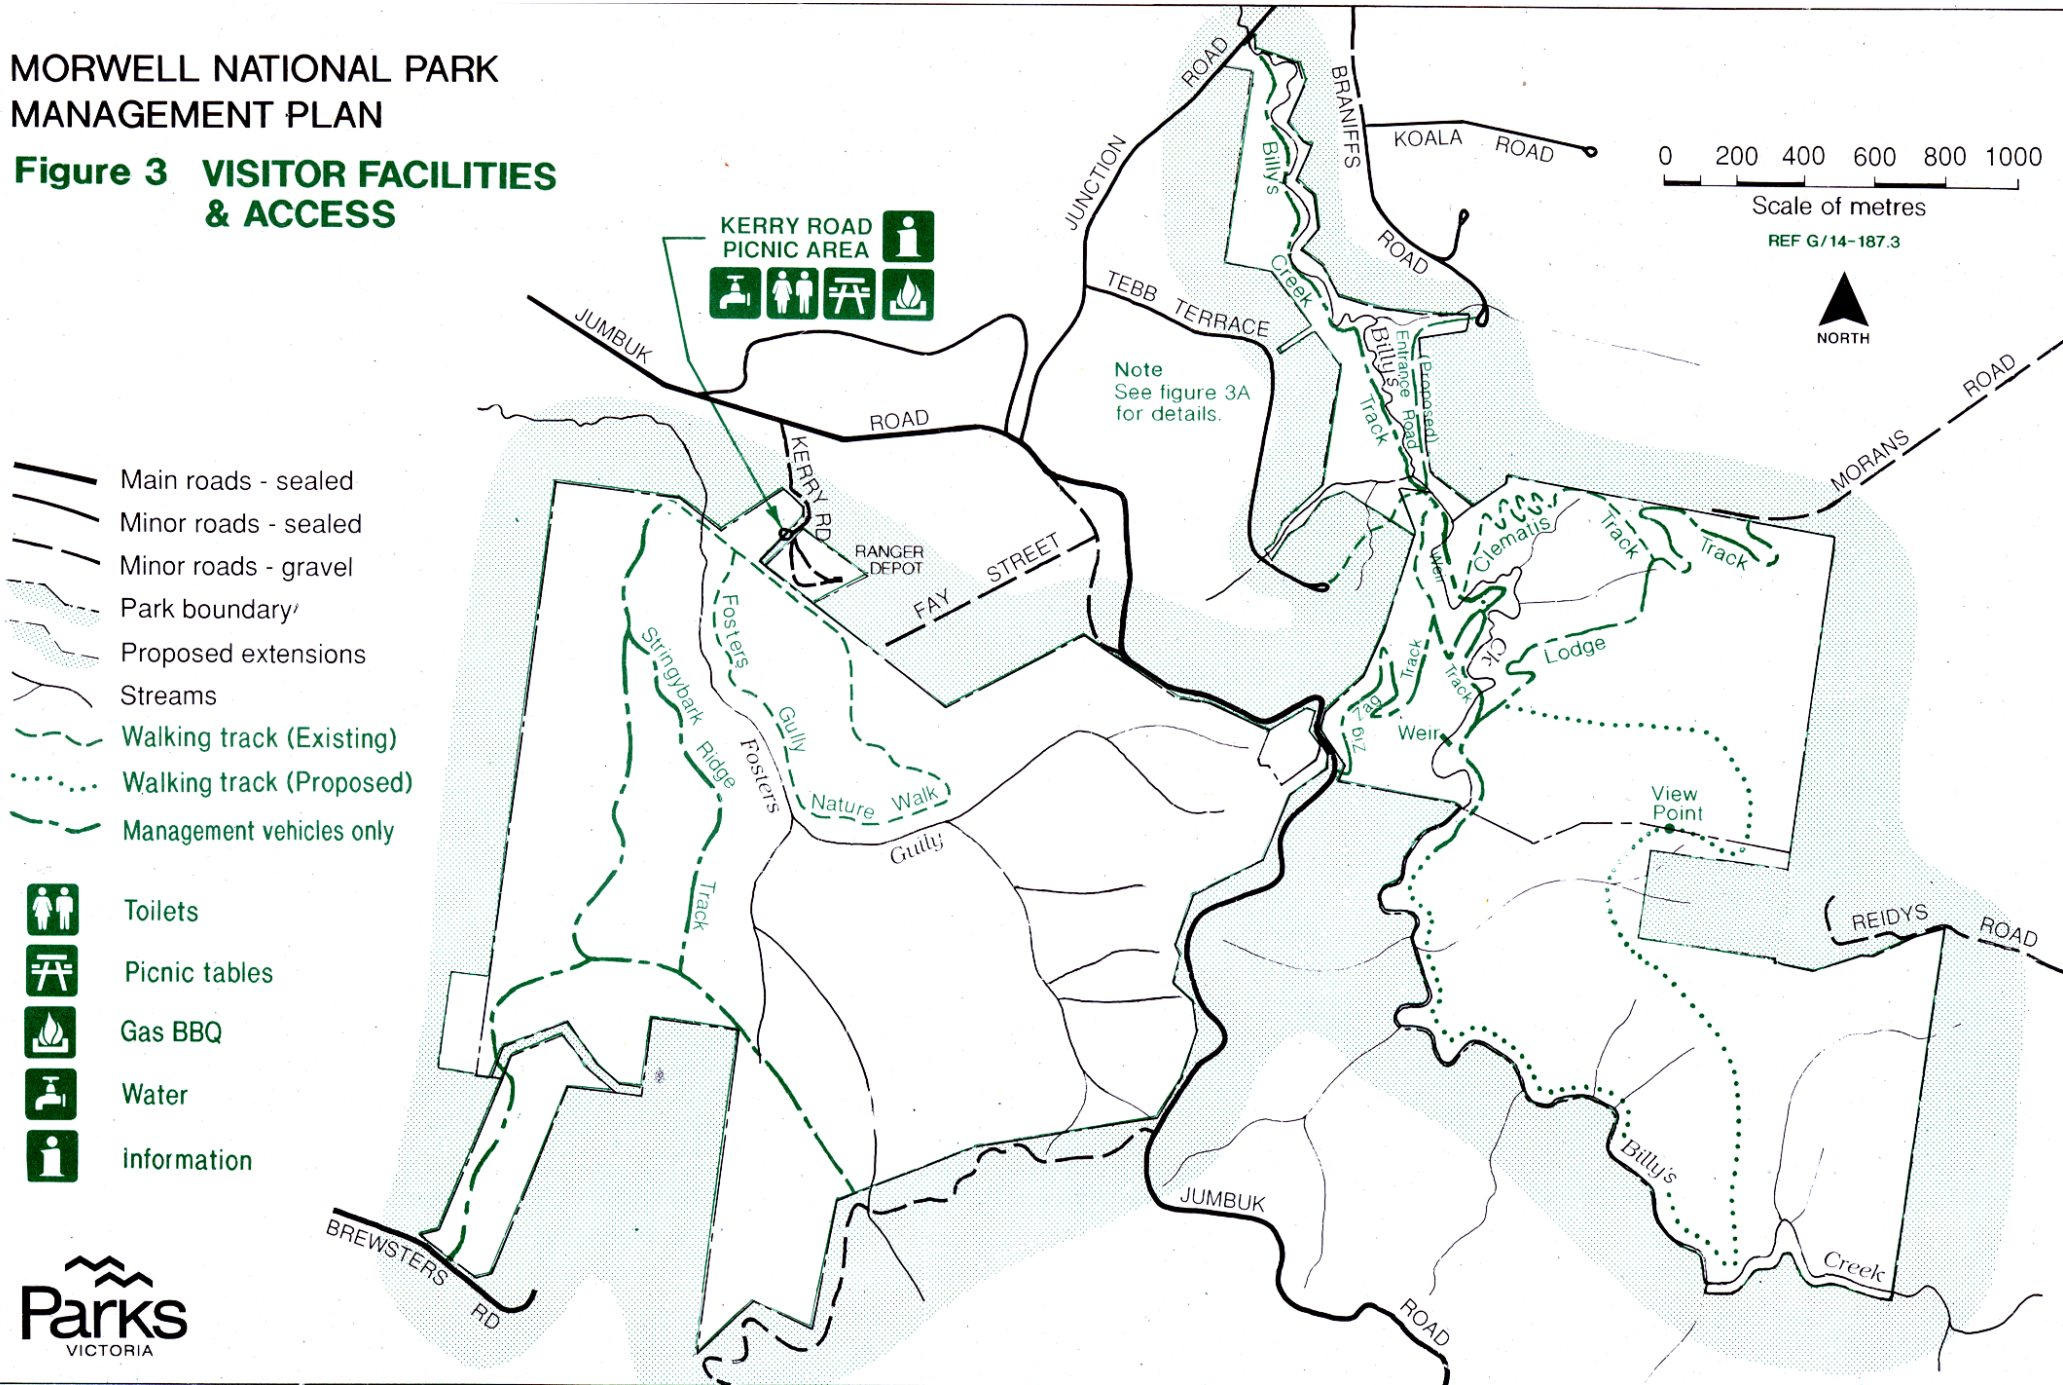 MORWELL NATIONAL PARK
MANAGEMENT PLAN
Figure 3 VISITOR FACILITIES
& ACCESS
KERRY ROAD
PICNIC AREA
JUMBUK
ROAD
KERRY RD
RANGER
DEPOT
FAY STREET
JUNCTION
ROAD
TEBB TERRACE
Note
See figure 3A
for details.
BRANIFFS
ROAD
KOALA ROAD
0 200 400 600 800 1000
Scale of metres
REF G/14-187.3
NORTH
MORANS
ROAD
Billys
Creek
Track
Billy's
Entrance Road
(Proposed)
Clematis
Track
Track
Weir
Track
Track
Ck
Lodge
Zig
Zag
Weir
View
Point
REIDYS
ROAD
Main roads - sealed
Minor roads - sealed
Minor roads - gravel
Park boundary
Proposed extensions
Streams
Walking track (Existing)
Walking track (Proposed)
Management vehicles only
Toilets
Picnic tables
Gas BBQ
Water
Information
Stringybark
Ridge
Track
Fosters
Gully
Nature Walk
Fosters
Gully
JUMBUK
ROAD
Billy's
Creek
BREWSTERS
RD
Parks
VICTORIA